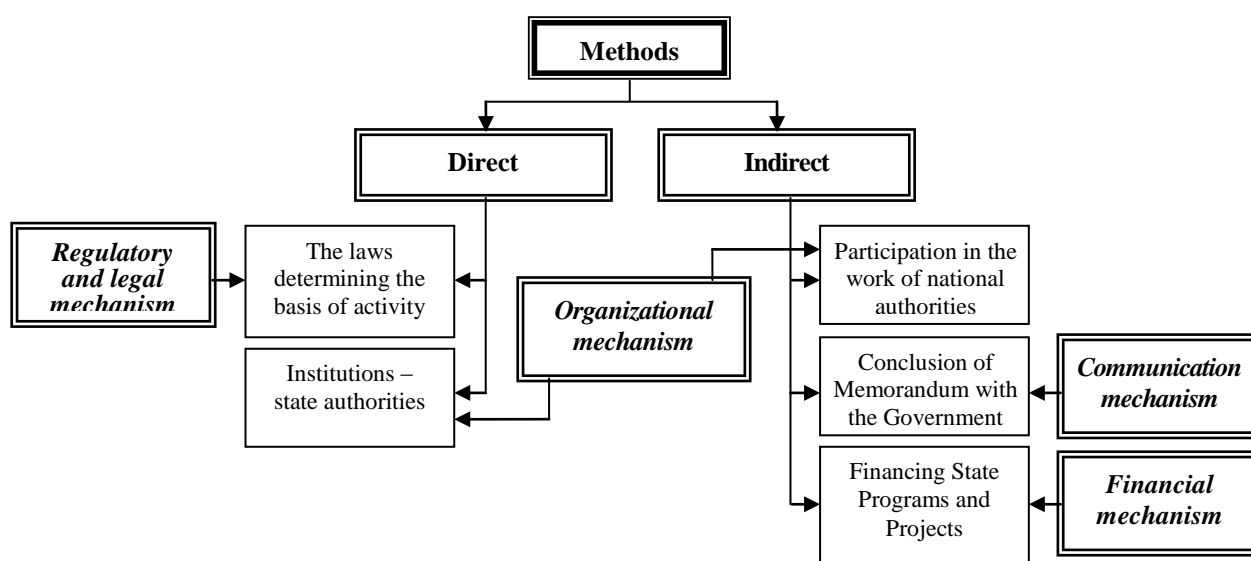 Methods
Direct
Indirect
Regulatory
and legal
mechanism
The laws
determining the
basis of activity
Organizational
mechanism
Participation in
the work of national
authorities
Institutions –
state authorities
Conclusion of
Memorandum with
the Government
Communication
mechanism
Financing State
Programs and
Projects
Financial
mechanism